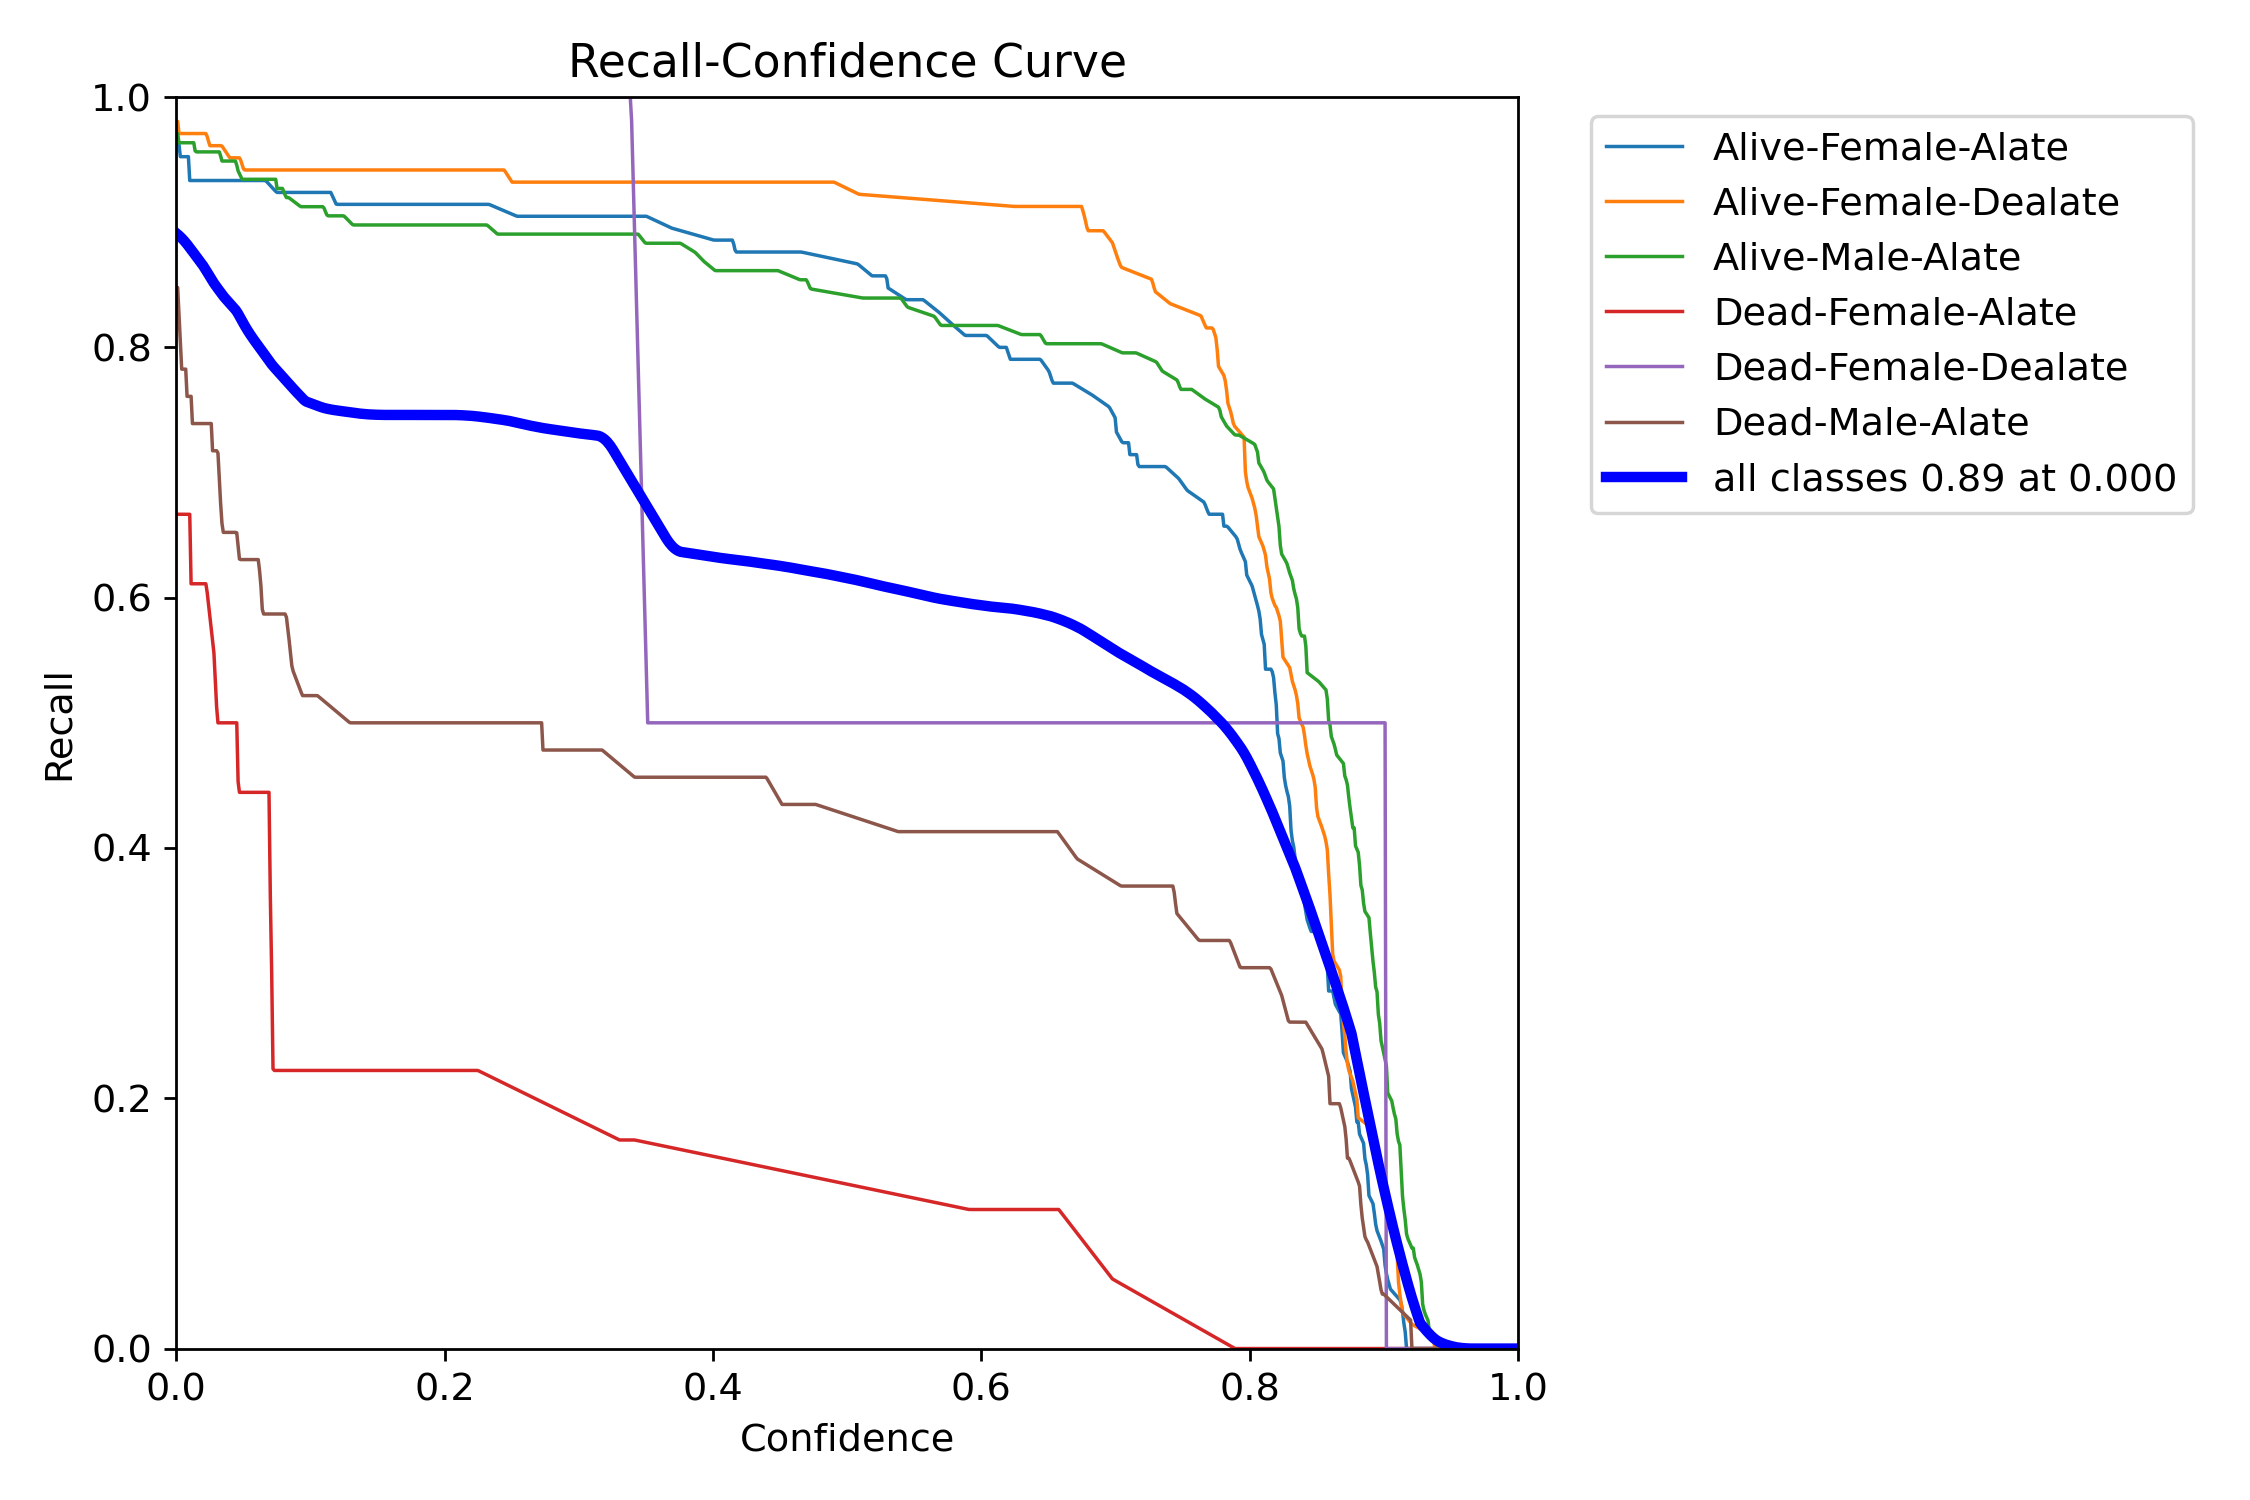 Recall-Confidence Curve
1.0
0.8
0.6
0.4
0.2
0.0
Recall
0.0 0.2 0.4 0.6 0.8 1.0
Confidence
Alive-Female-Alate
Alive-Female-Dealate
Alive-Male-Alate
Dead-Female-Alate
Dead-Female-Dealate
Dead-Male-Alate
all classes 0.89 at 0.000